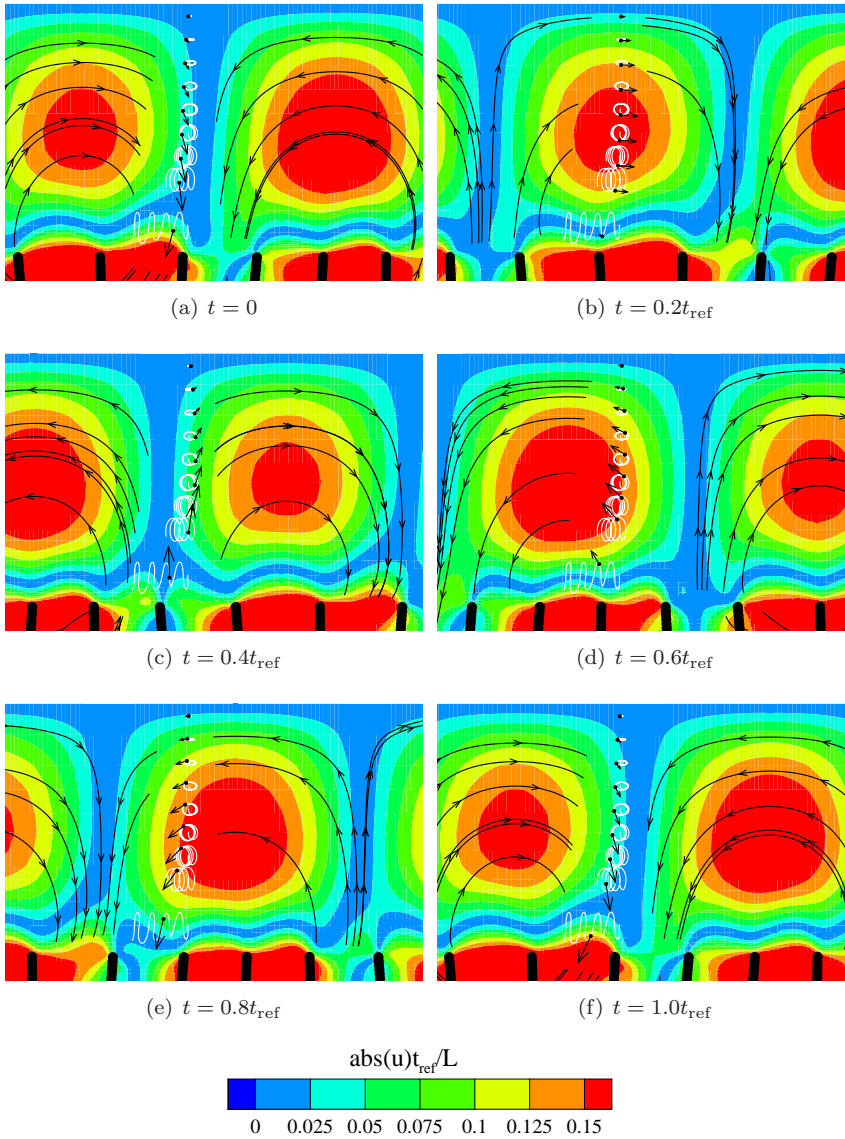 (a) t = 0
(b) t = 0.2t_ref
(c) t = 0.4t_ref
(d) t = 0.6t_ref
(e) t = 0.8t_ref
(f) t = 1.0t_ref
abs(u)t_ref/L
0 0.025 0.05 0.075 0.1 0.125 0.15